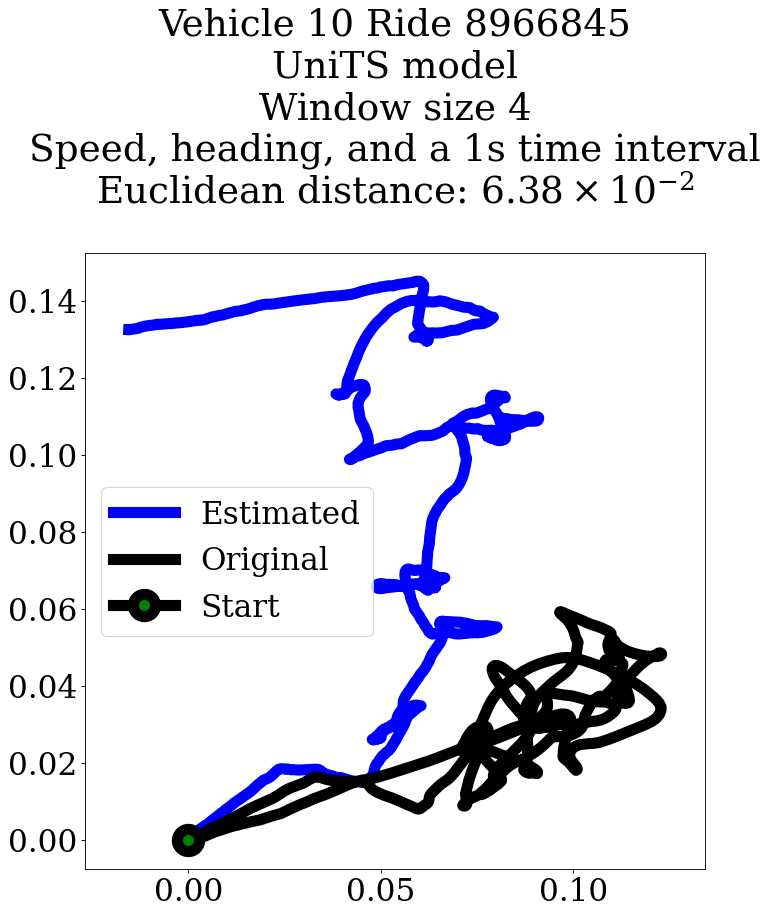 Vehicle 10 Ride 8966845
UniTS model
Window size 4
Speed, heading, and a 1s time interval
Euclidean distance: 6.38 × 10⁻²
0.14
0.12
0.10
0.08
0.06
0.04
0.02
0.00
Estimated
Original
Start
0.00 0.05 0.10